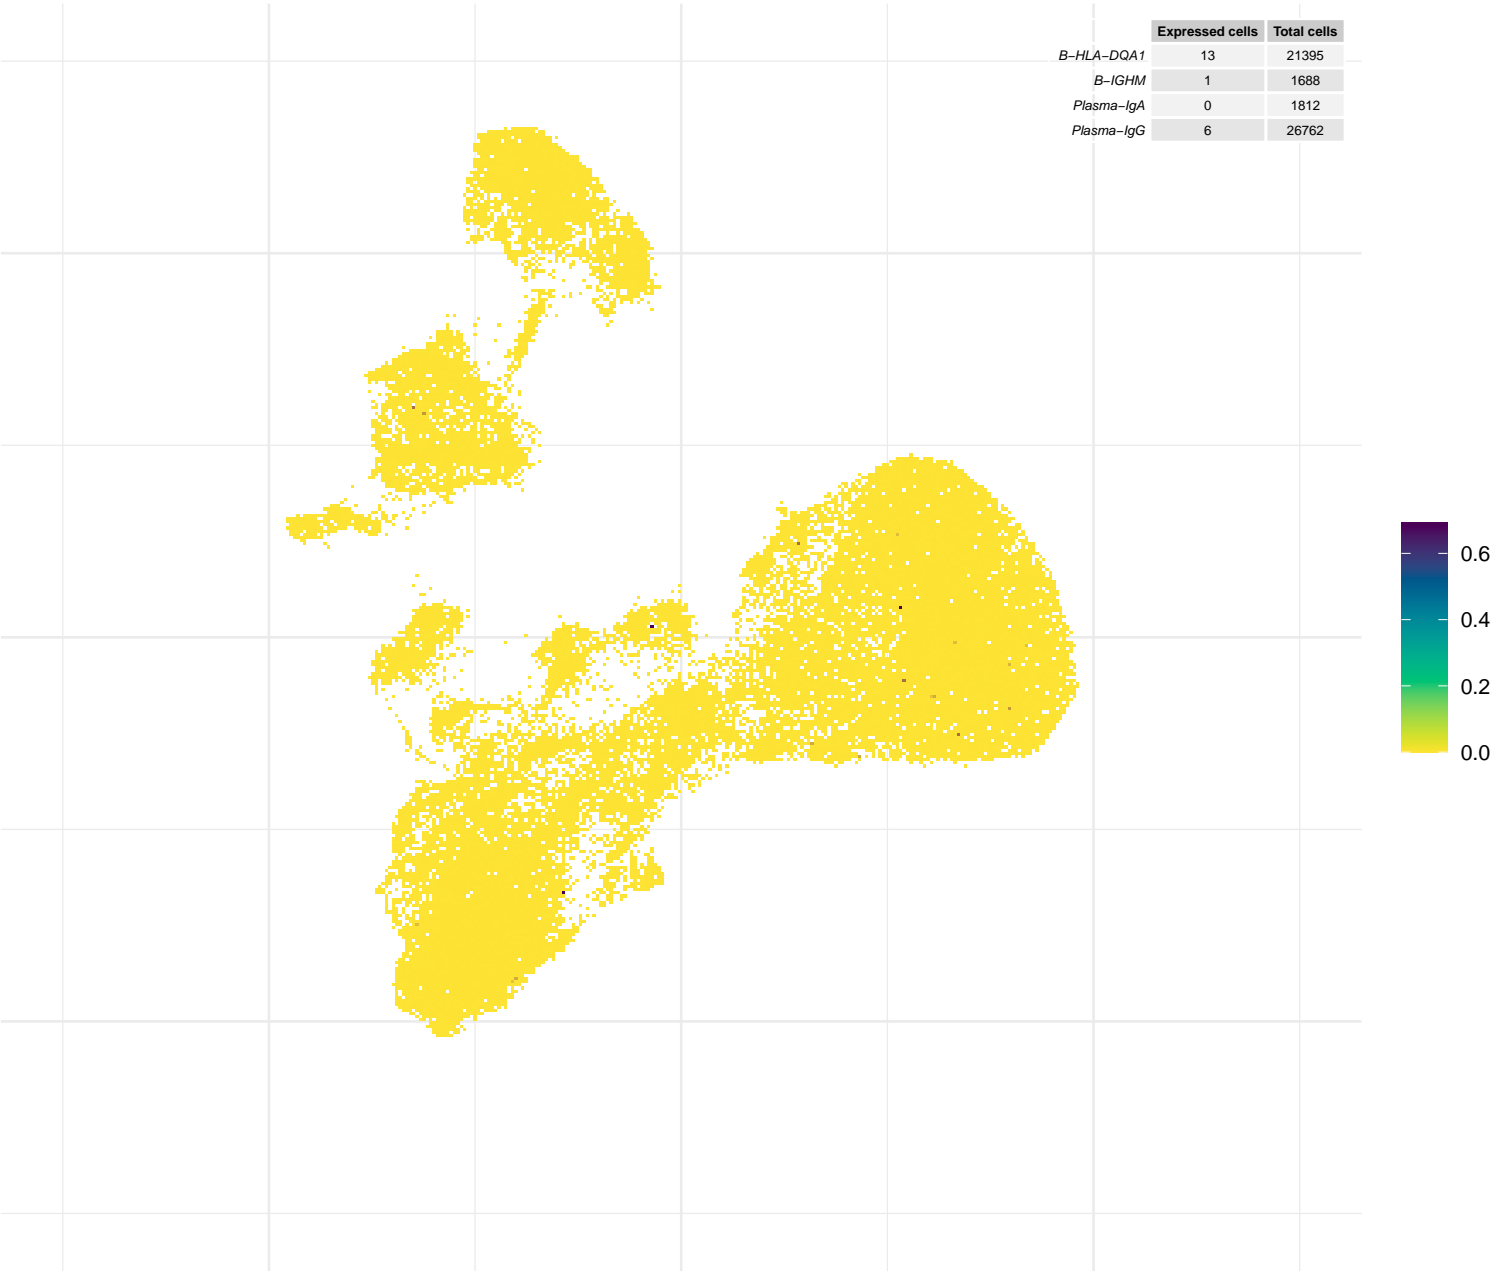 Expressed cells Total cells
B−HLA−DQA1 13 21395
B−IGHM 1 1688
Plasma−IgA 0 1812
Plasma−IgG 6 26762
0.6
0.4
0.2
0.0